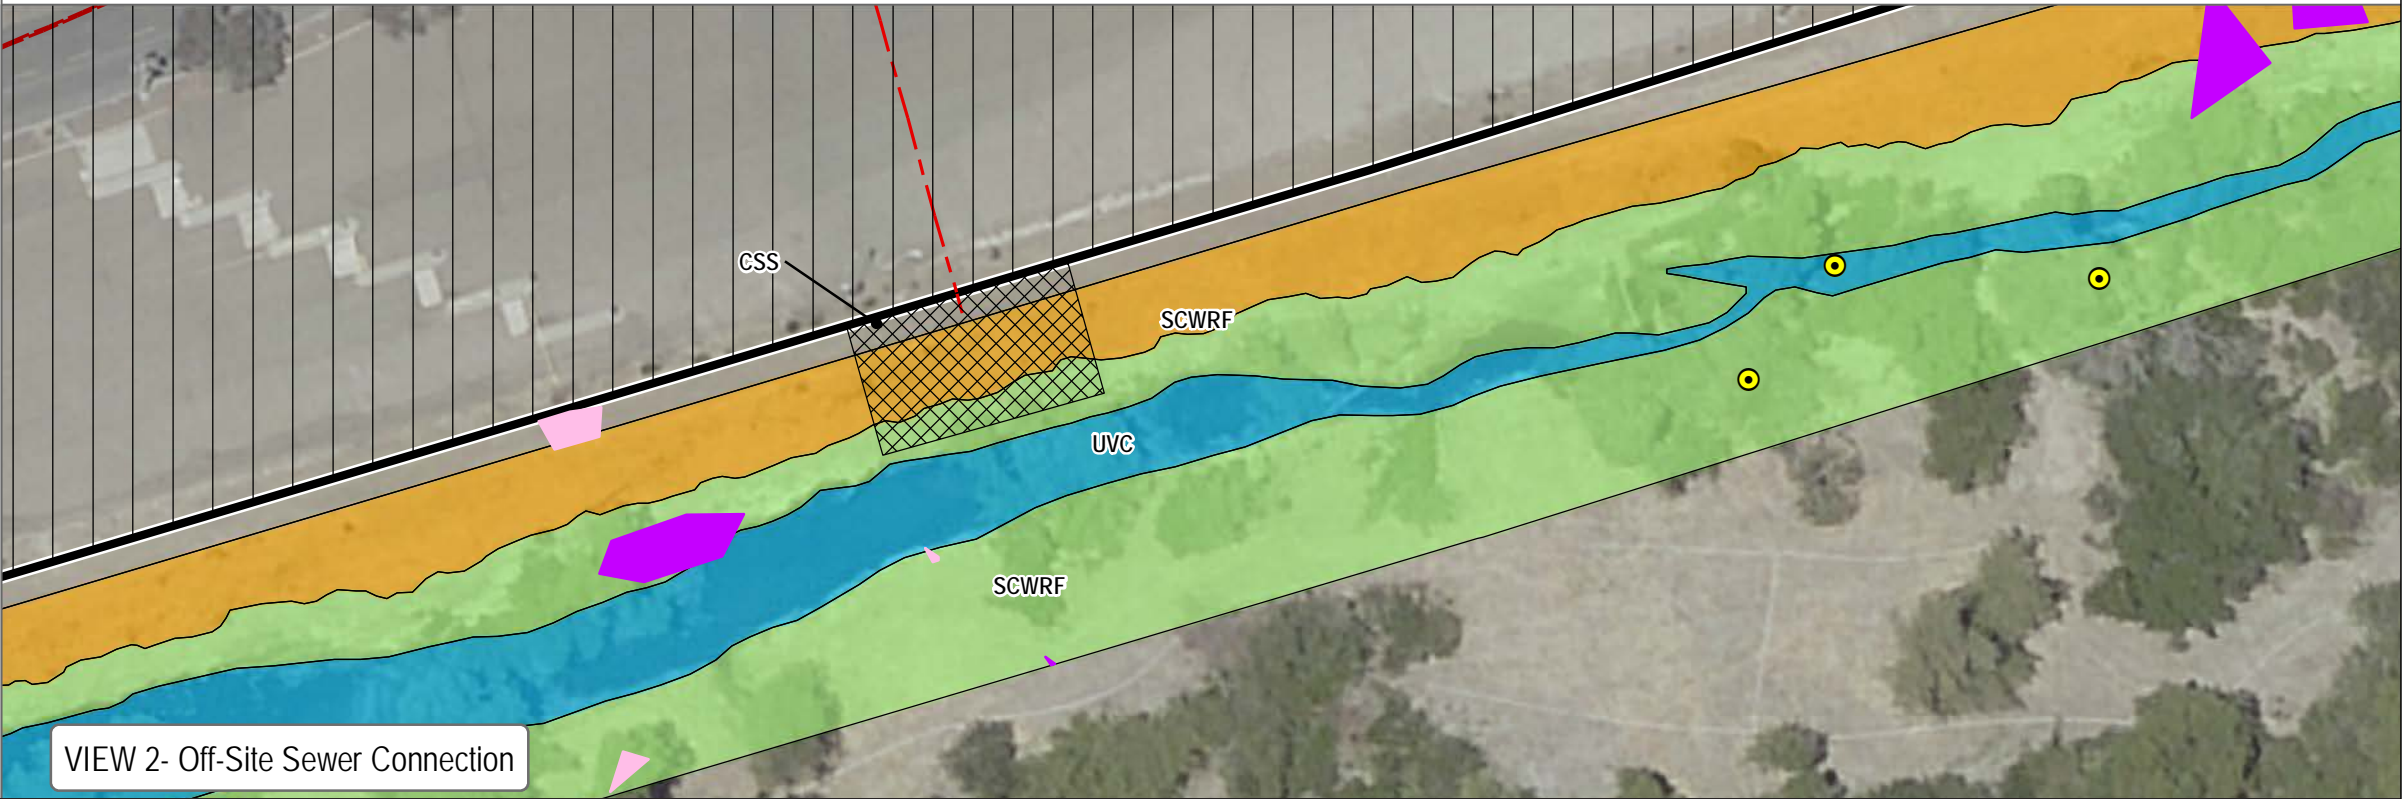 CSS
SCWRF
UVC
SCWRF
VIEW 2- Off-Site Sewer Connection